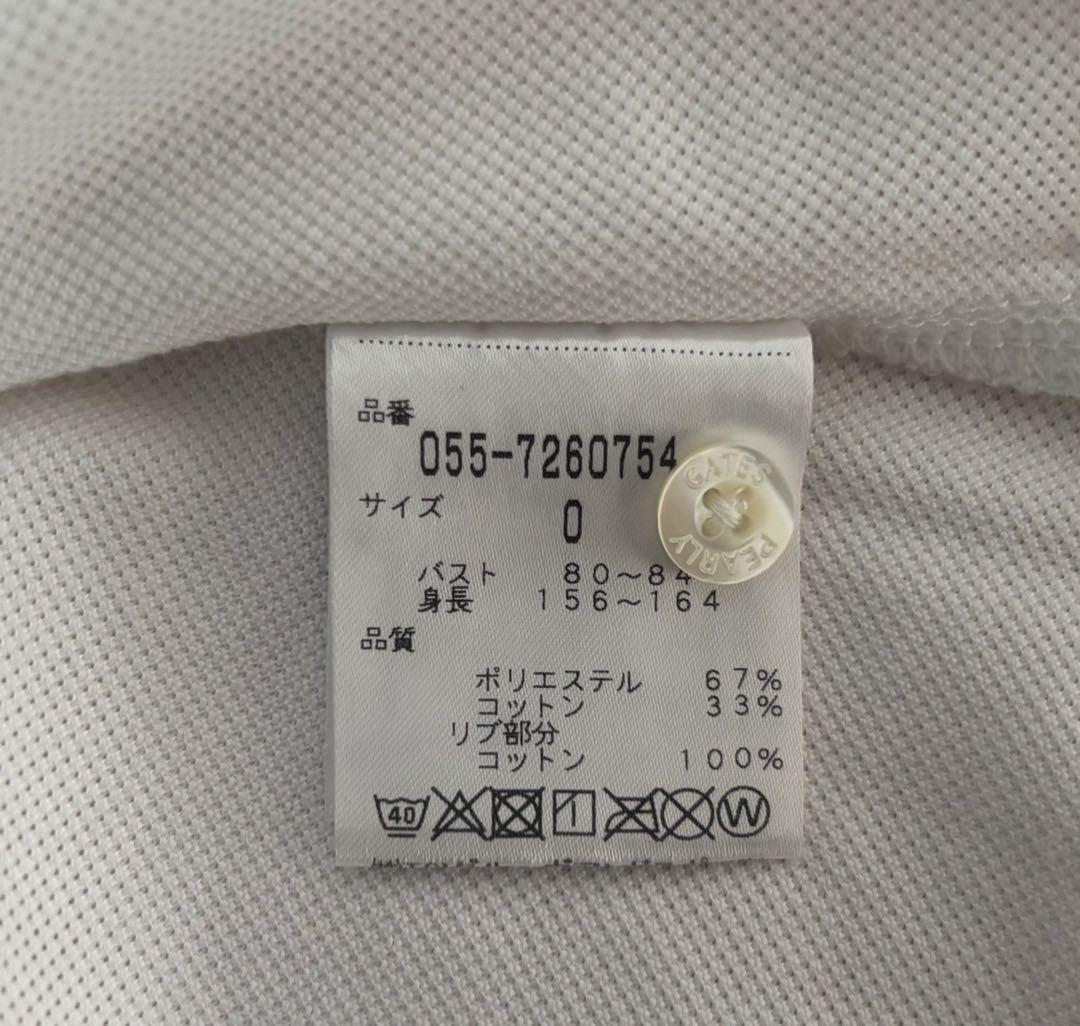 品番
055-7260754
サイズ 0
バスト 80～84
身長 156～164
品質
ポリエステル 67%
コットン 33%
リブ部分
コットン 100%
40 1 W
GATES
PEARLY